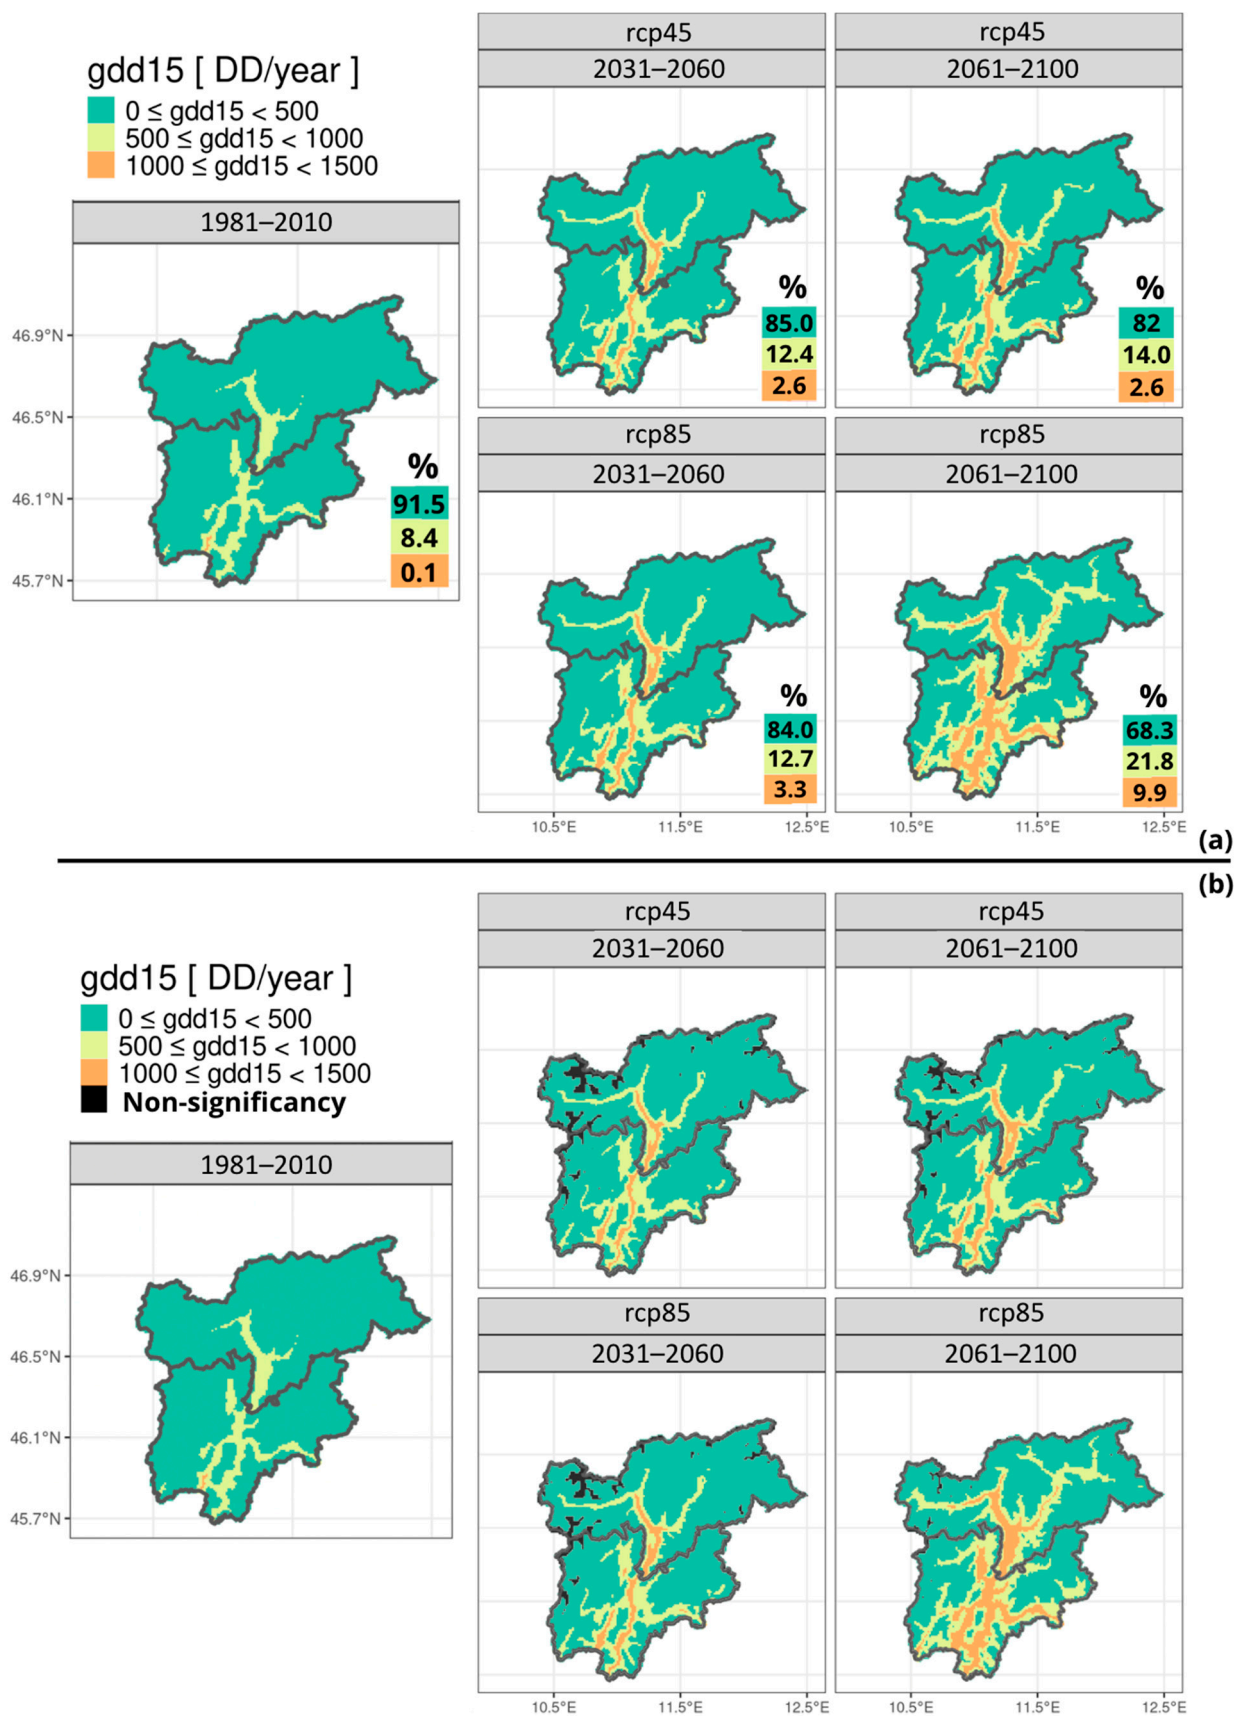 gdd15 [ DD/year ]
0 ≤ gdd15 < 500
500 ≤ gdd15 < 1000
1000 ≤ gdd15 < 1500
1981–2010
46.9°N
46.5°N
46.1°N
45.7°N
%
91.5
8.4
0.1
rcp45
2031–2060
%
85.0
12.4
2.6
rcp45
2061–2100
%
82
14.0
2.6
rcp85
2031–2060
%
84.0
12.7
3.3
10.5°E
11.5°E
12.5°E
rcp85
2061–2100
%
68.3
21.8
9.9
10.5°E
11.5°E
12.5°E
(a)
(b)
gdd15 [ DD/year ]
0 ≤ gdd15 < 500
500 ≤ gdd15 < 1000
1000 ≤ gdd15 < 1500
Non-significancy
1981–2010
46.9°N
46.5°N
46.1°N
45.7°N
rcp45
2031–2060
rcp45
2061–2100
rcp85
2031–2060
10.5°E
11.5°E
12.5°E
rcp85
2061–2100
10.5°E
11.5°E
12.5°E